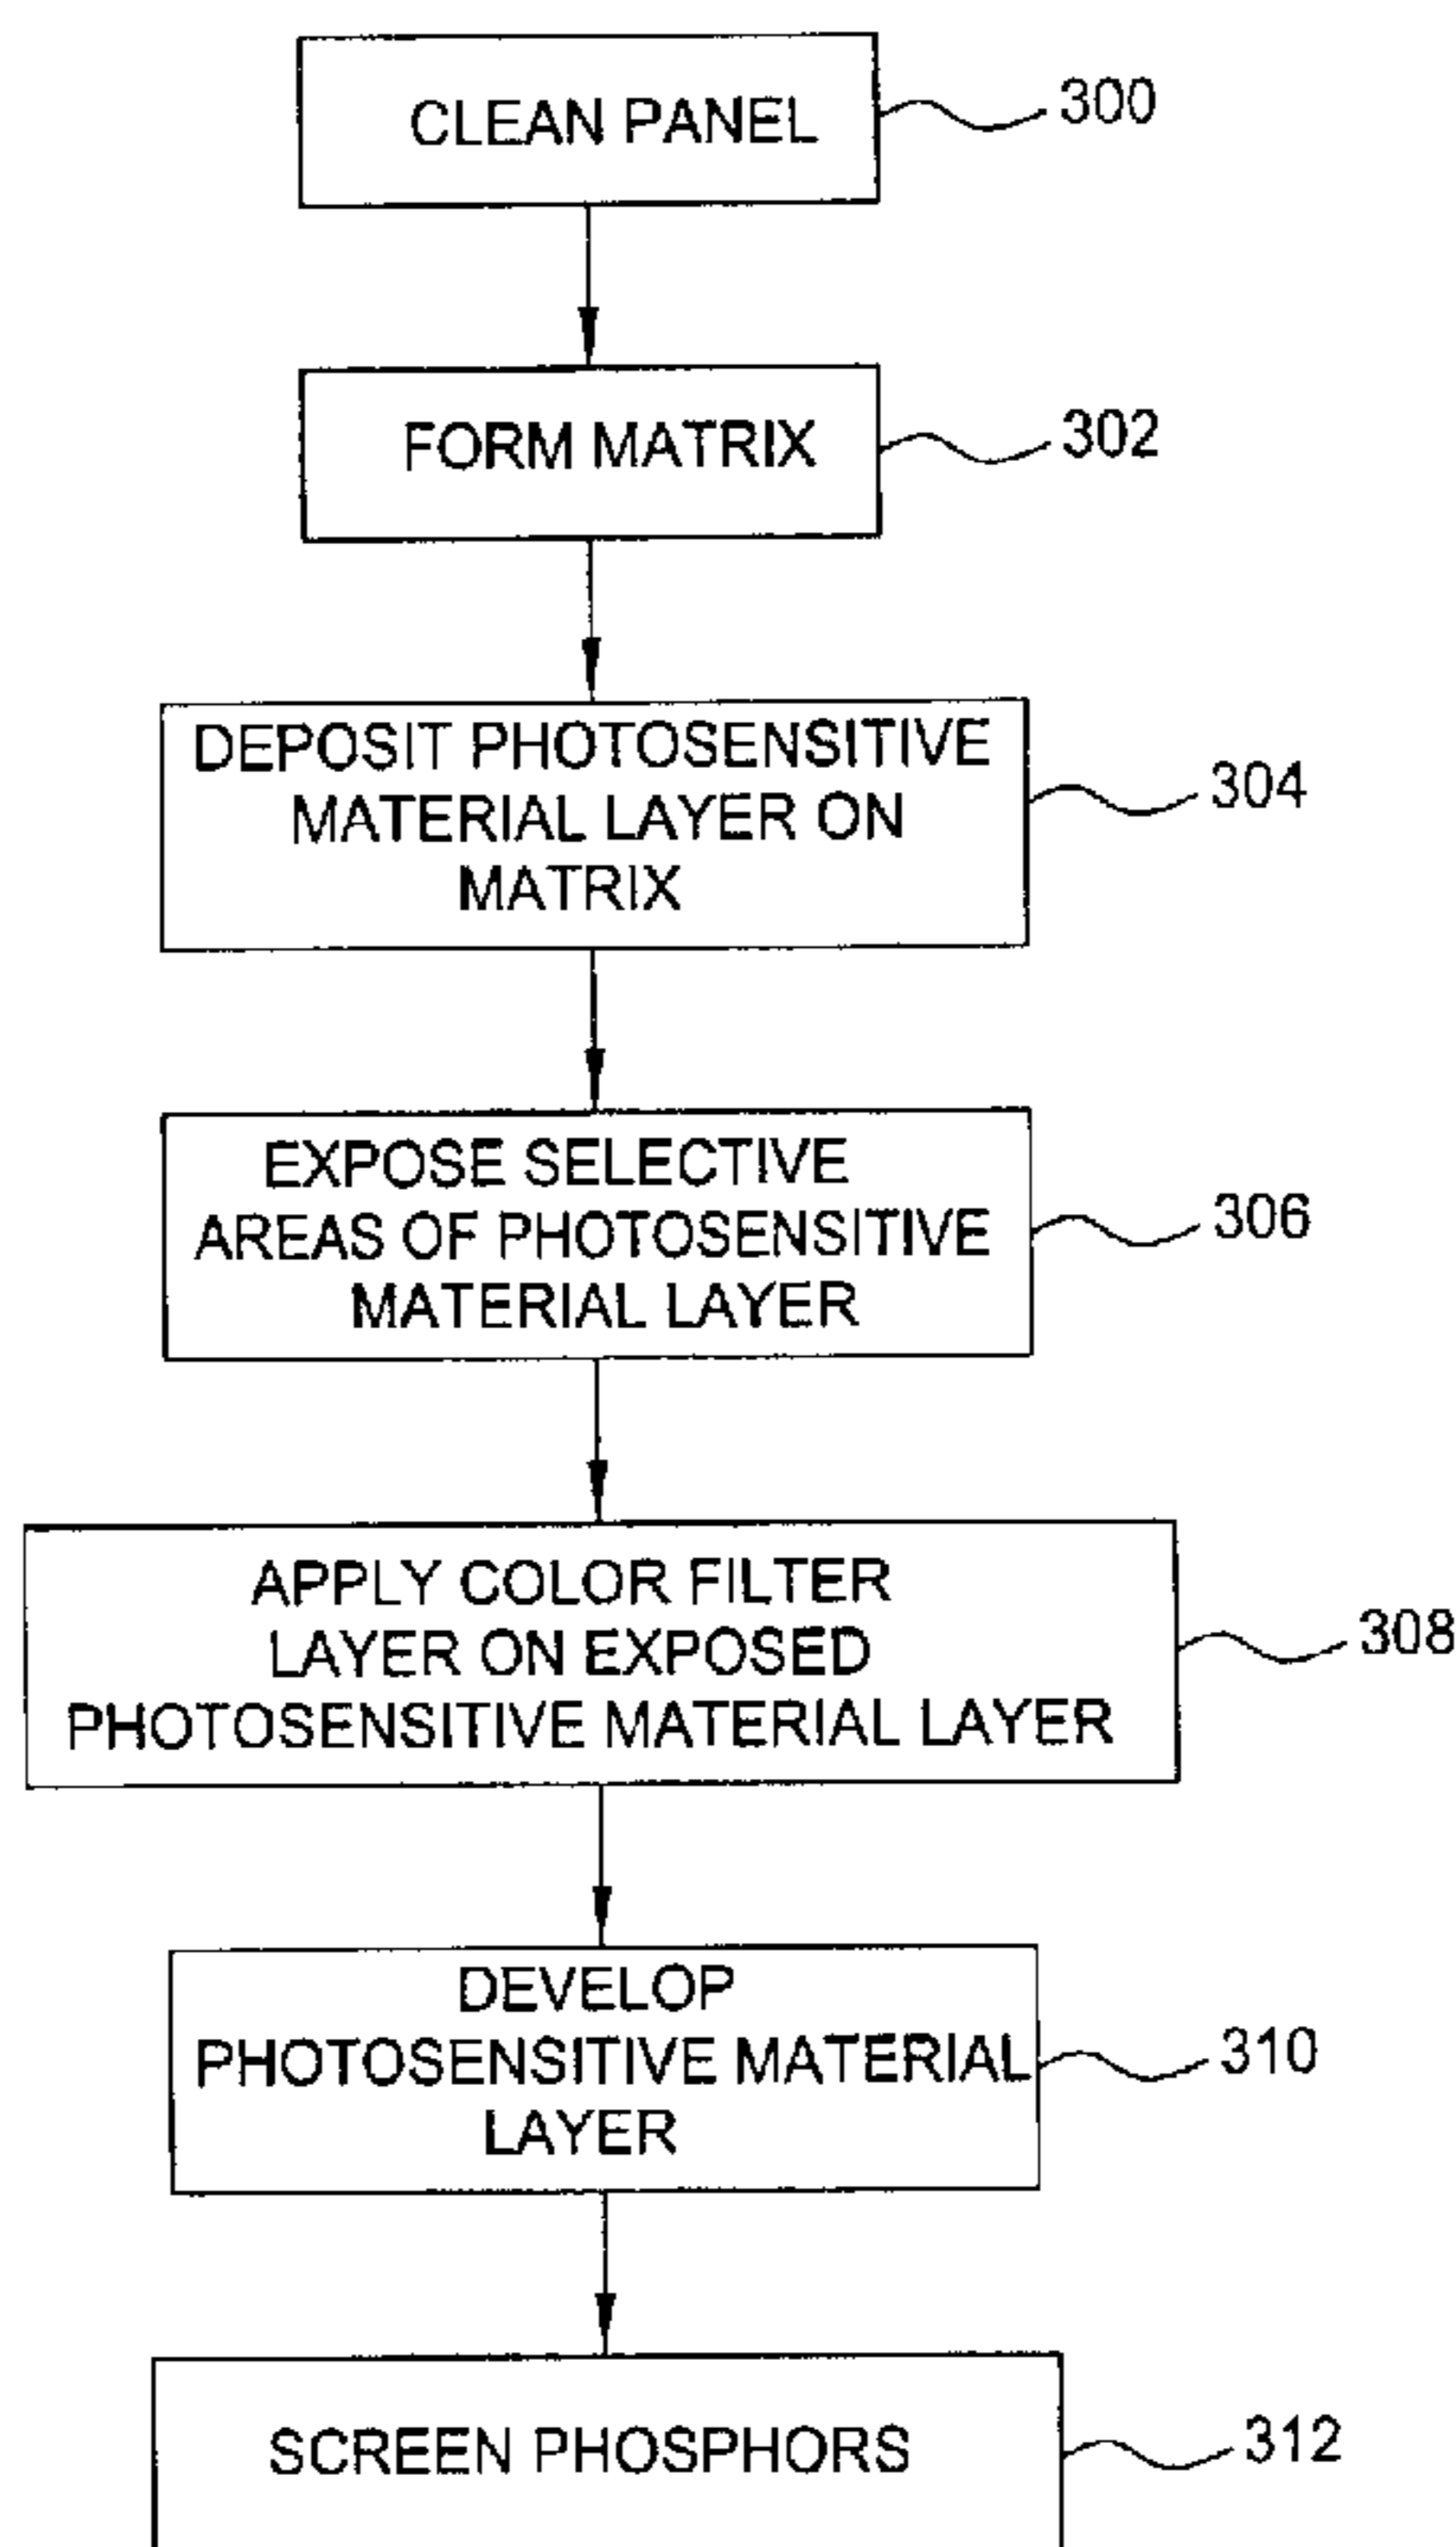 CLEAN PANEL
300
FORM MATRIX
302
DEPOSIT PHOTOSENSITIVE
MATERIAL LAYER ON
MATRIX
304
EXPOSE SELECTIVE
AREAS OF PHOTOSENSITIVE
MATERIAL LAYER
306
APPLY COLOR FILTER
LAYER ON EXPOSED
PHOTOSENSITIVE MATERIAL LAYER
308
DEVELOP
PHOTOSENSITIVE MATERIAL
LAYER
310
SCREEN PHOSPHORS
312